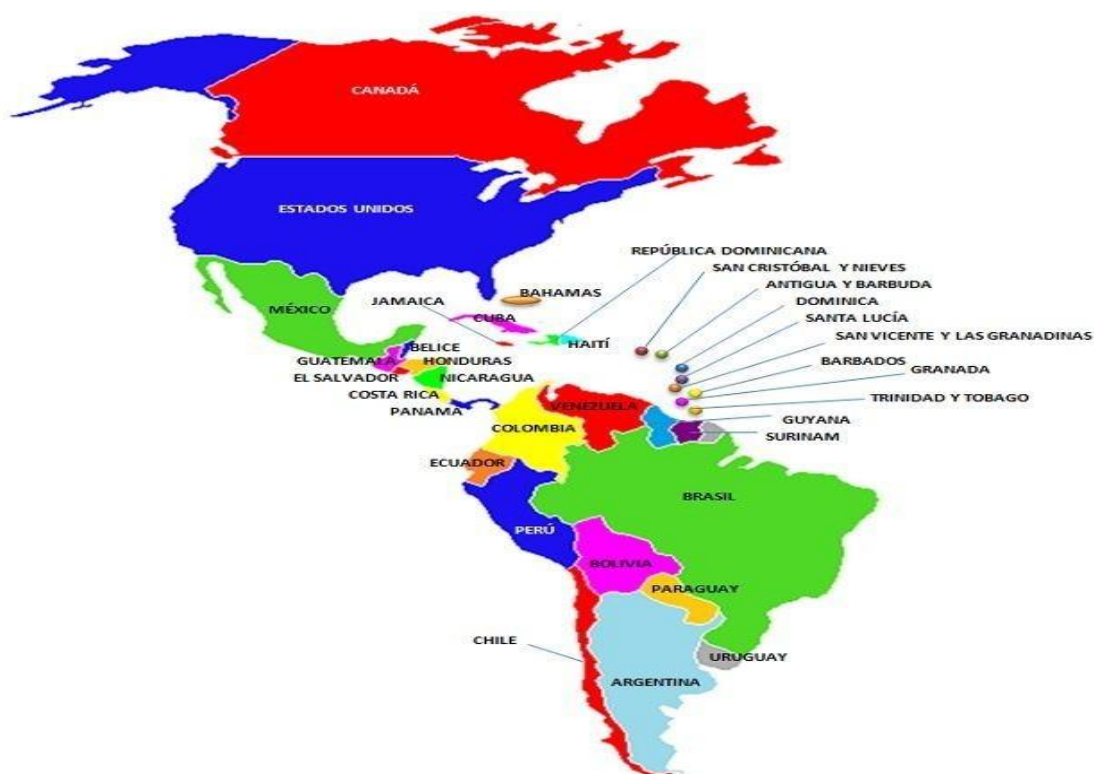 CANADÁ
ESTADOS UNIDOS
REPÚBLICA DOMINICANA
SAN CRISTÓBAL Y NIEVES
ANTIGUA Y BARBUDA
DOMINICA
SANTA LUCÍA
SAN VICENTE Y LAS GRANADINAS
BARBADOS
GRANADA
TRINIDAD Y TOBAGO
GUYANA
SURINAM
BAHAMAS
JAMAICA
CUBA
HAITÍ
MÉXICO
BELICE
GUATEMALA
HONDURAS
EL SALVADOR
NICARAGUA
COSTA RICA
PANAMA
VENEZUELA
COLOMBIA
ECUADOR
BRASIL
PERÚ
BOLIVIA
PARAGUAY
CHILE
URUGUAY
ARGENTINA